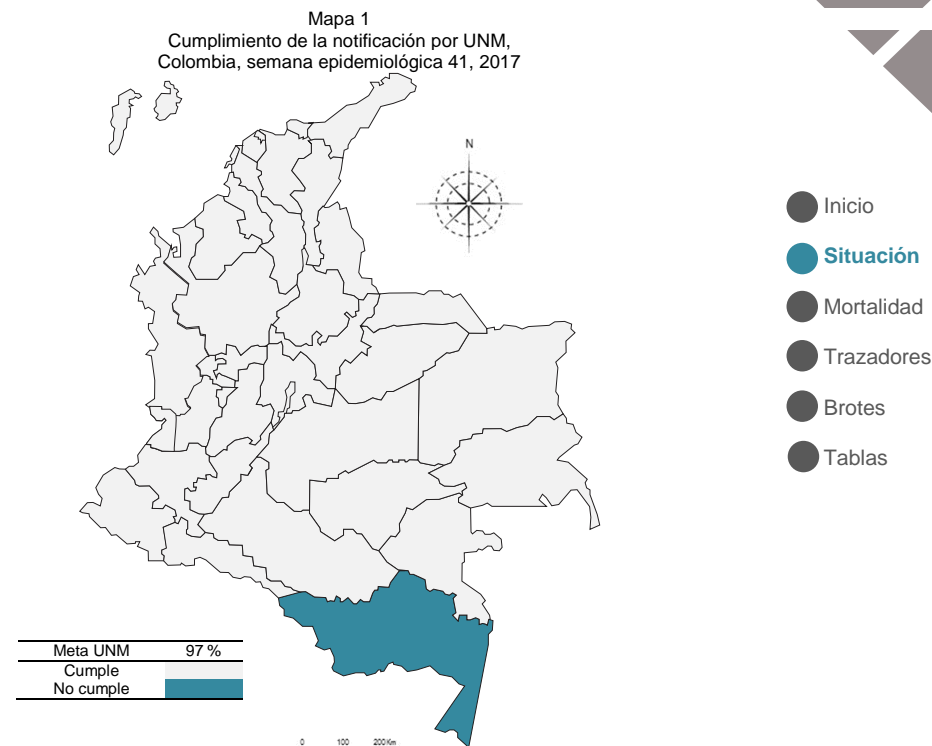 Mapa 1
Cumplimiento de la notificación por UNM,
Colombia, semana epidemiológica 41, 2017
N
Inicio
Situación
Mortalidad
Trazadores
Brotes
Tablas
Meta UNM 97 %
Cumple
No cumple
0 100 200 Km